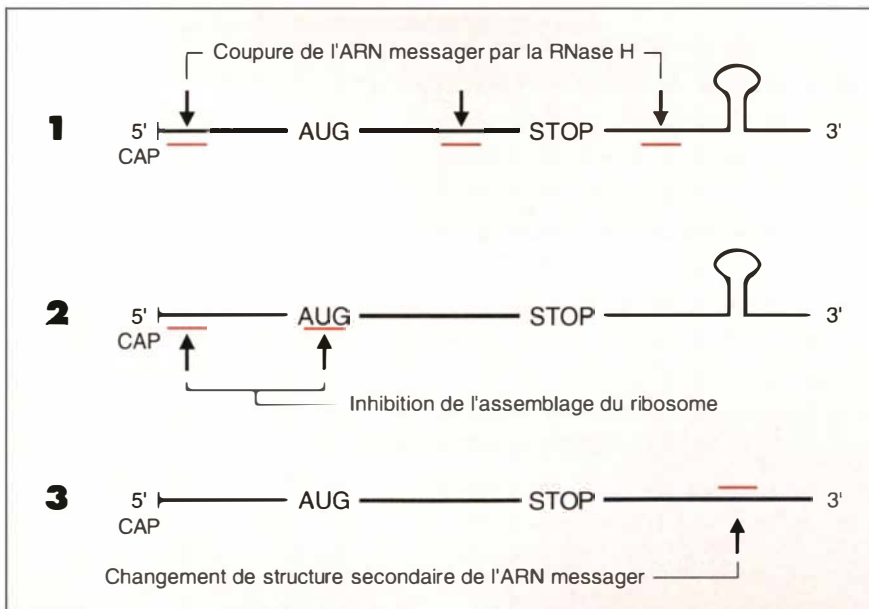 Coupure de l'ARN messager par la RNase H
1 5' AUG STOP 3'
CAP
2 5' AUG STOP 3'
CAP
Inhibition de l'assemblage du ribosome
3 5' AUG STOP 3'
CAP
Changement de structure secondaire de l'ARN messager